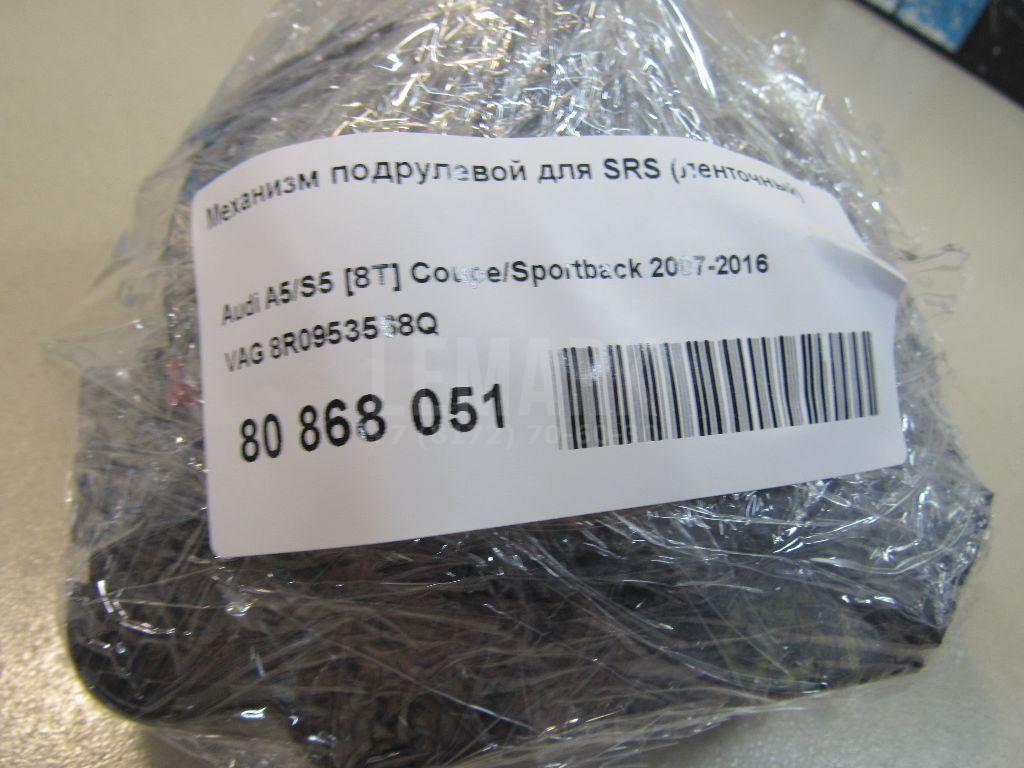 Механизм подрулевой для SRS (ленточный)
Audi A5/S5 [8T] Coupe/Sportback 2007-2016
VAG 8R0953568Q
80 868 051